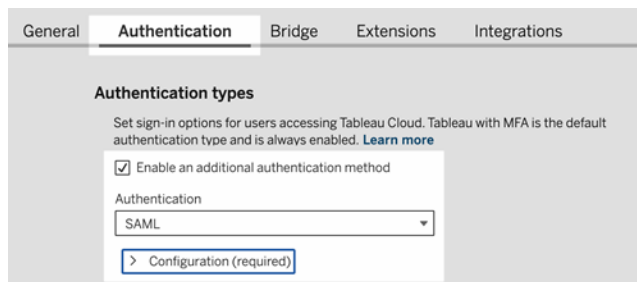 General Authentication Bridge Extensions Integrations
Authentication types
Set sign-in options for users accessing Tableau Cloud. Tableau with MFA is the default
authentication type and is always enabled. Learn more
Enable an additional authentication method
Authentication
SAML
Configuration (required)